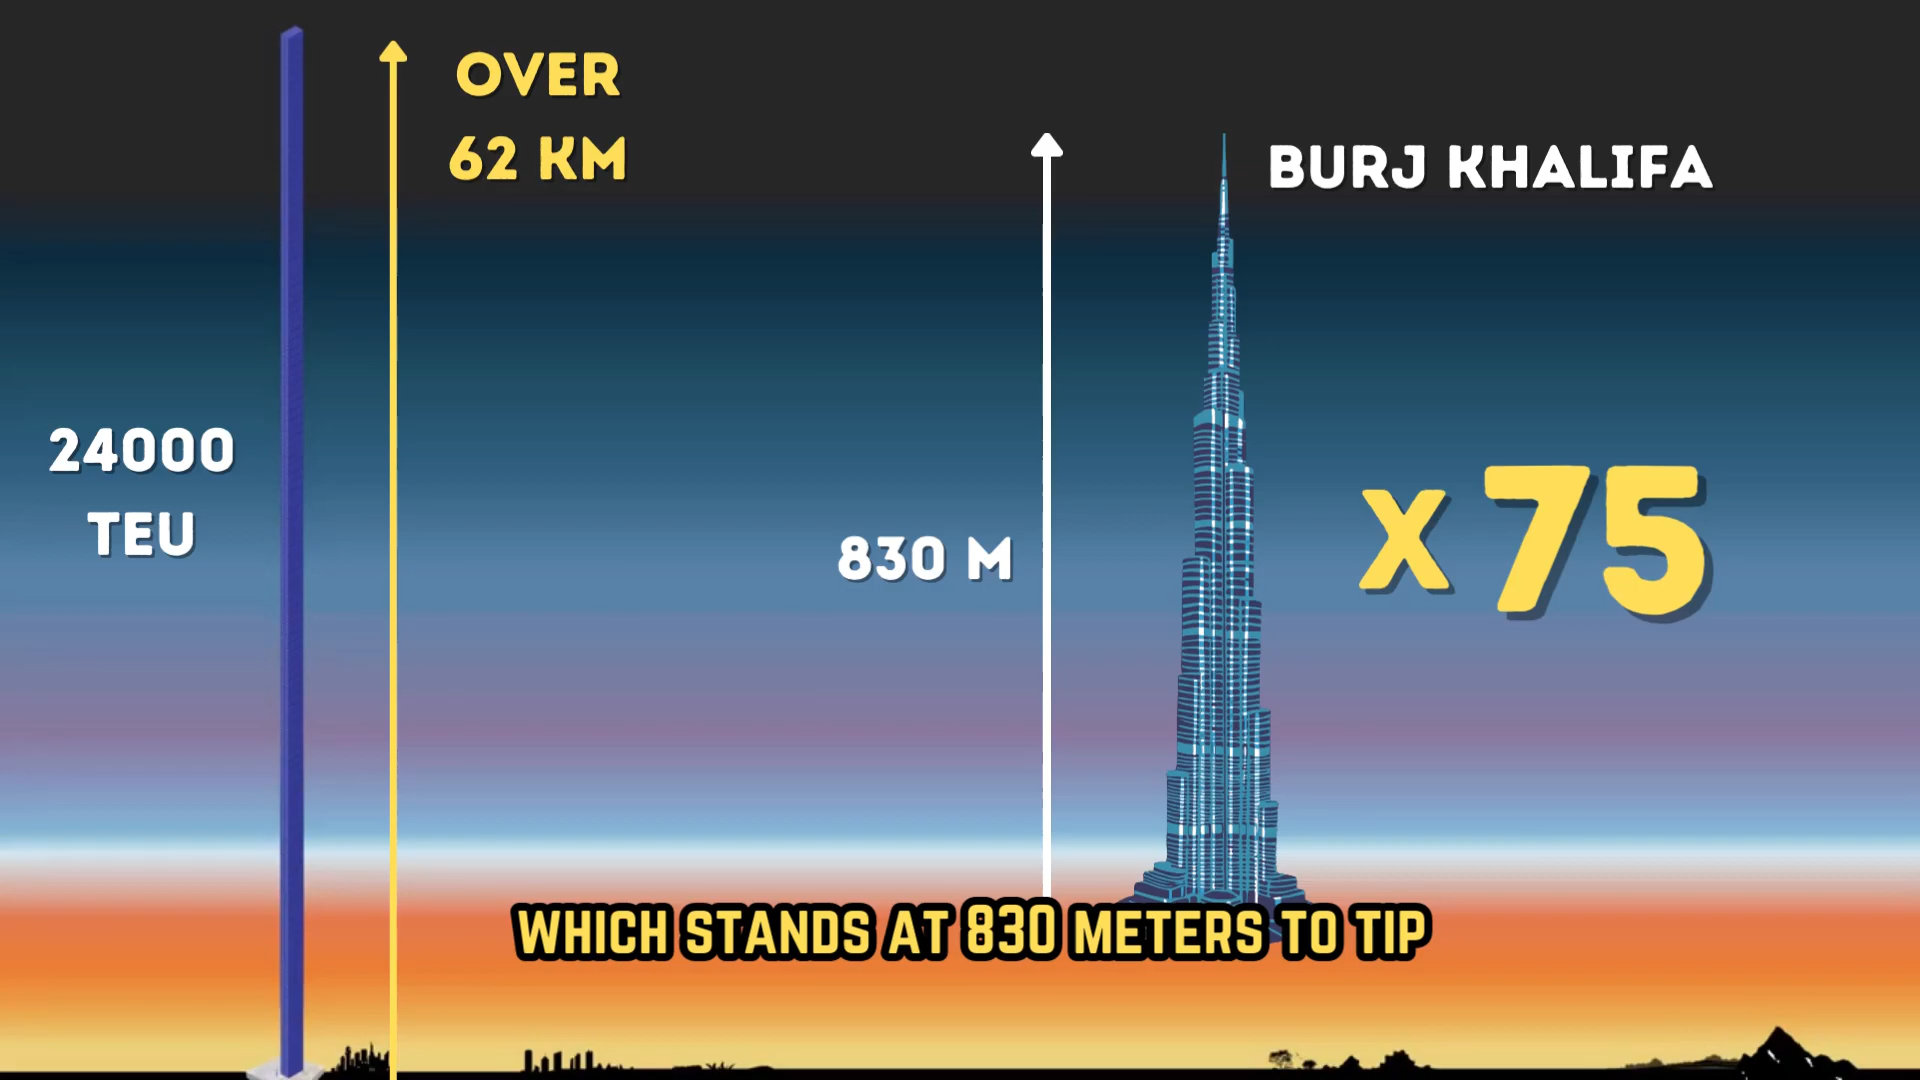 OVER
62 KM
BURJ KHALIFA
24000
TEU
830 M
X 75
WHICH STANDS AT 830 METERS TO TIP